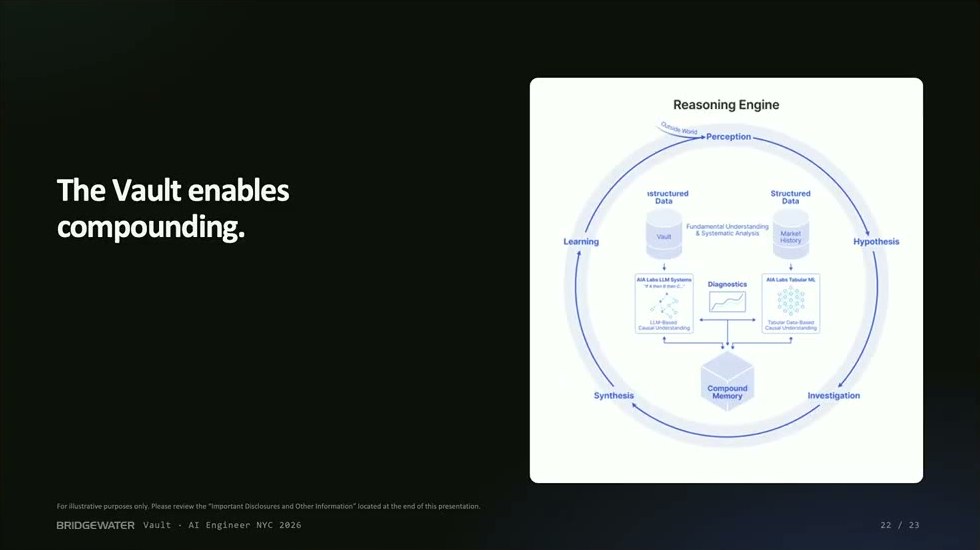 The Vault enables
compounding.
Reasoning Engine
Outside World
Perception
Hypothesis
Investigation
Synthesis
Learning
structured
Data
Structured
Data
Vault
Fundamental Understanding
& Systematic Analysis
Market
History
AIA Labs LLM Systems
"If A then B then C..."
LLM-Based
Causal Understanding
Diagnostics
AIA Labs Tabular ML
Tabular Data-Based
Causal Understanding
Compound
Memory
For illustrative purposes only. Please review the "Important Disclosures and Other Information" located at the end of this presentation.
BRIDGEWATER Vault · AI Engineer NYC 2026
22 / 23